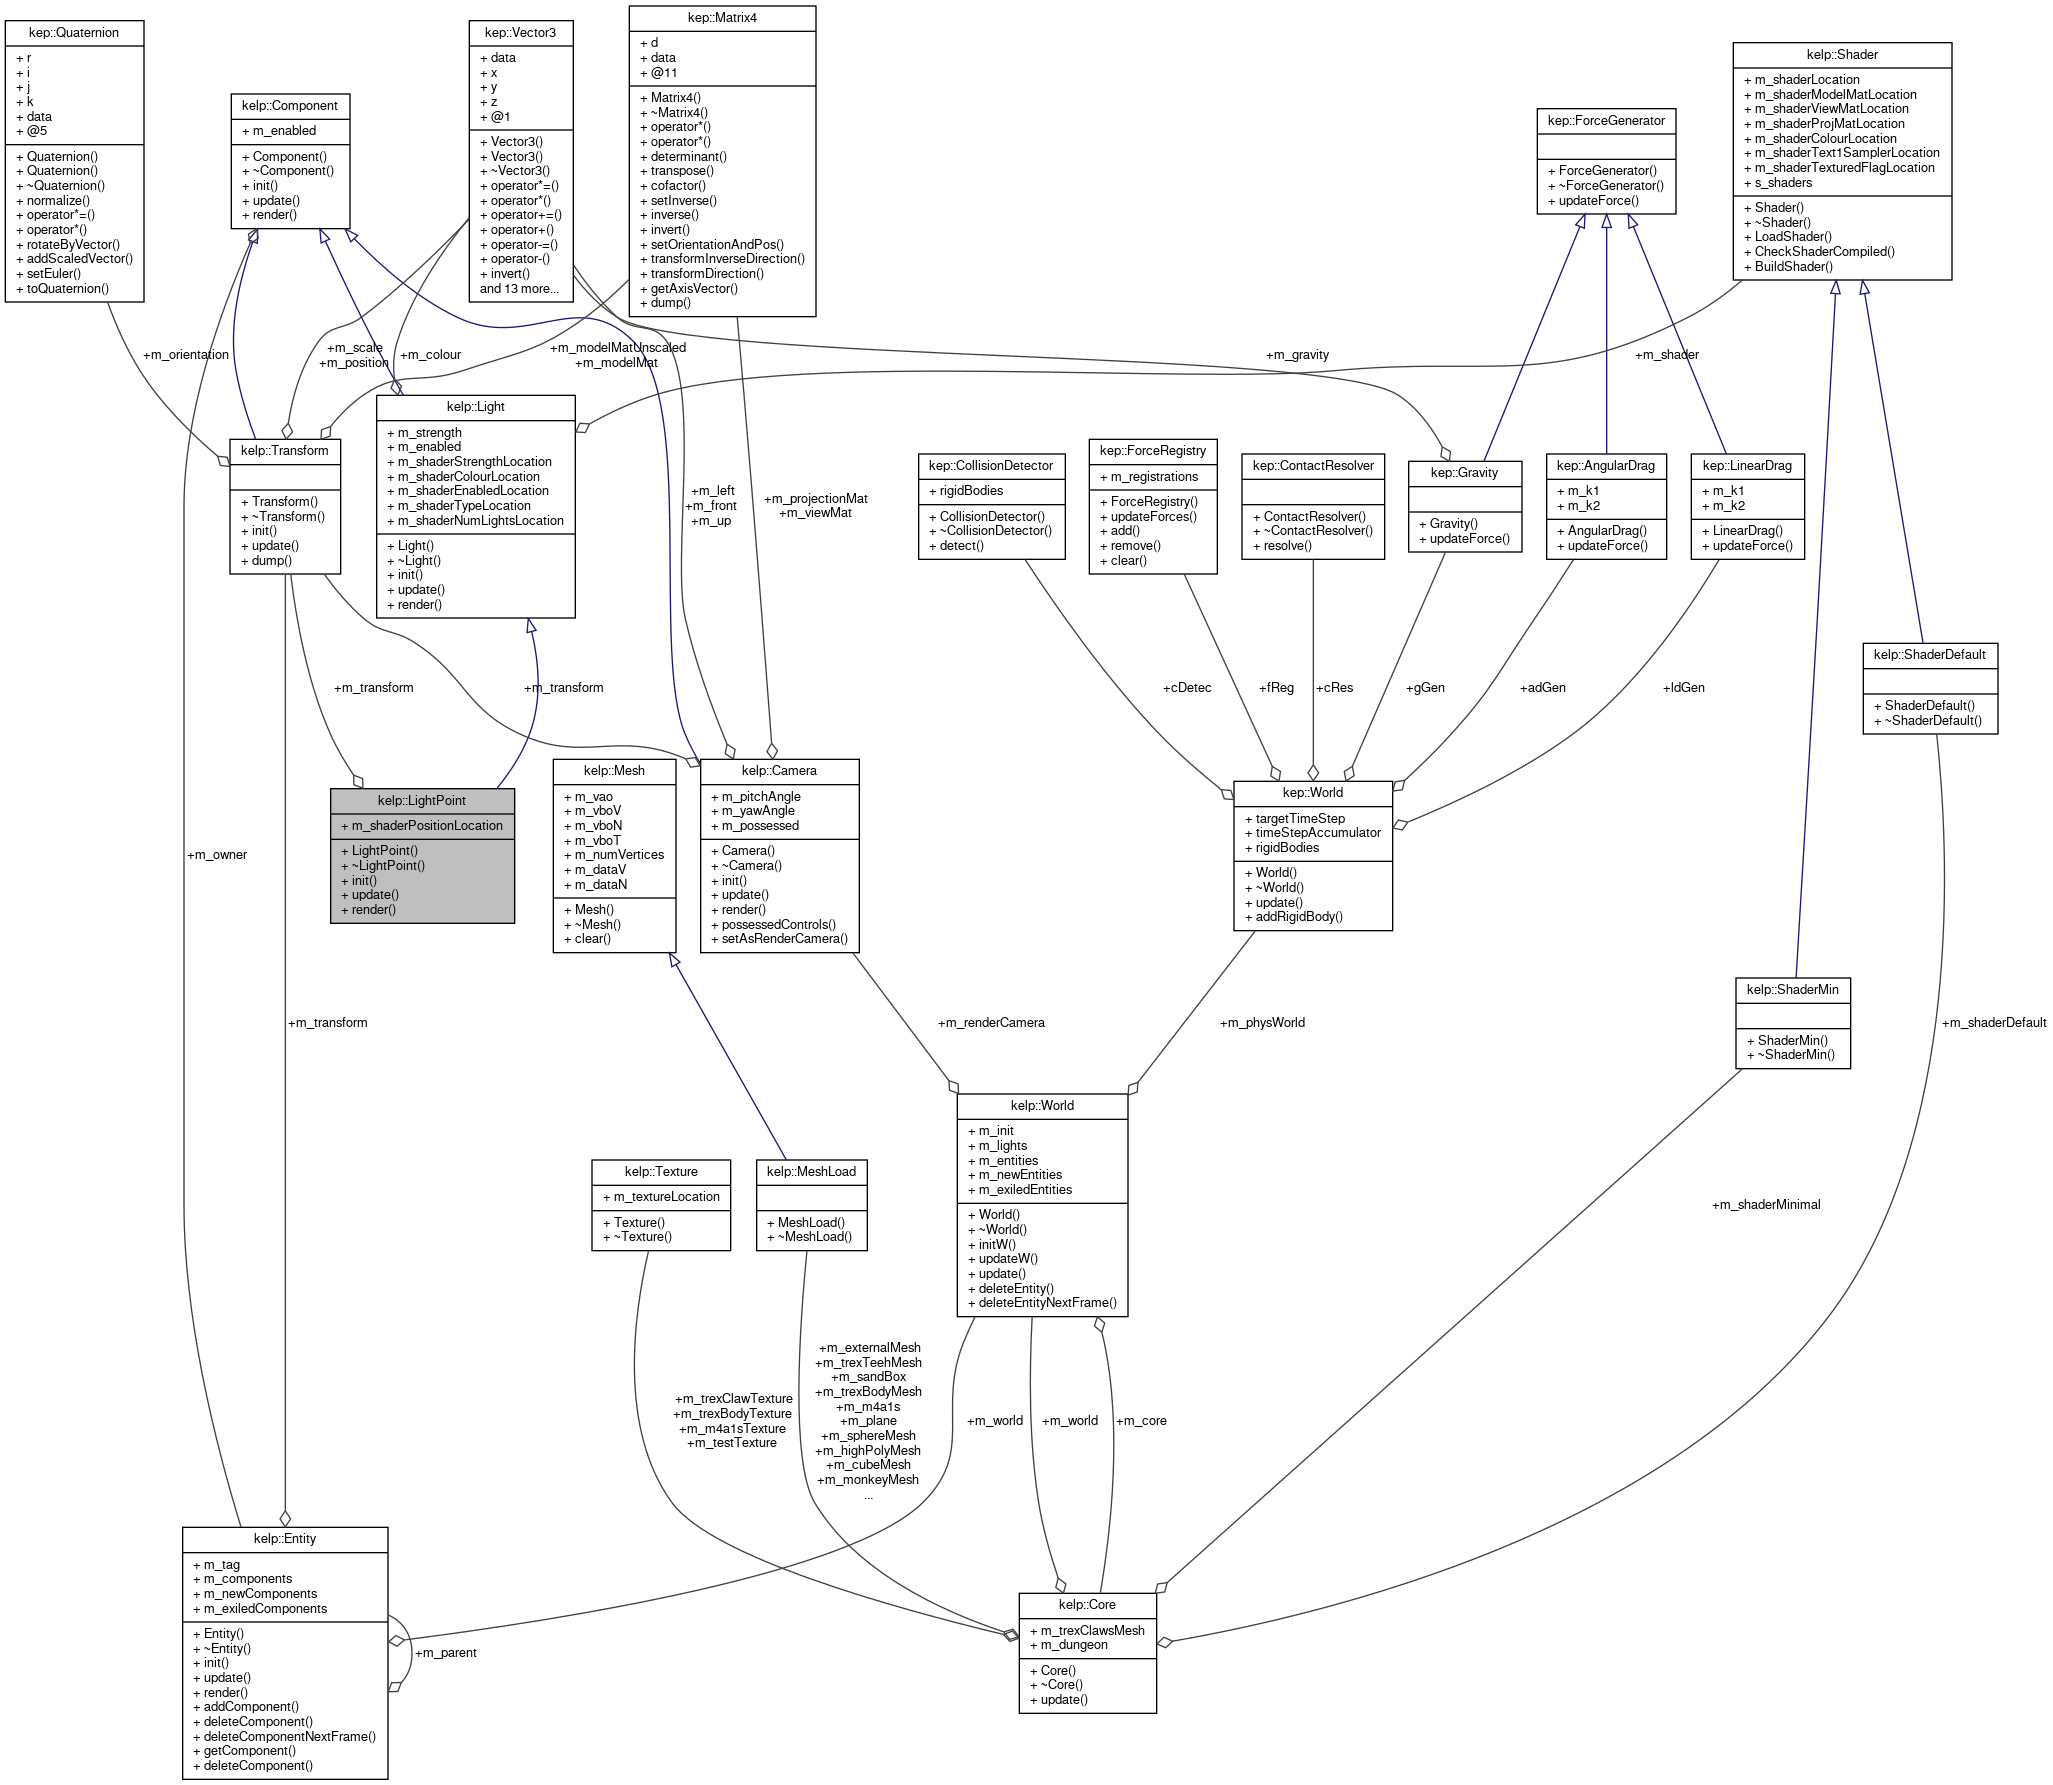 kep::Quaternion
+ r
+ i
+ j
+ k
+ data
+ @5
+ Quaternion()
+ Quaternion()
+ ~Quaternion()
+ normalize()
+ operator*=()
+ operator*()
+ rotateByVector()
+ addScaledVector()
+ setEuler()
+ toQuaternion()
kelp::Component
+ m_enabled
+ Component()
+ ~Component()
+ init()
+ update()
+ render()
kep::Vector3
+ data
+ x
+ y
+ z
+ @1
+ Vector3()
+ Vector3()
+ ~Vector3()
+ operator*=()
+ operator*()
+ operator+=()
+ operator+()
+ operator-=()
+ operator-()
+ invert()
and 13 more...
kep::Matrix4
+ d
+ data
+ @11
+ Matrix4()
+ ~Matrix4()
+ operator*()
+ operator*()
+ determinant()
+ transpose()
+ cofactor()
+ setInverse()
+ inverse()
+ invert()
+ setOrientationAndPos()
+ transformInverseDirection()
+ transformDirection()
+ getAxisVector()
+ dump()
kep::ForceGenerator
+ ForceGenerator()
+ ~ForceGenerator()
+ updateForce()
kelp::Shader
+ m_shaderLocation
+ m_shaderModelMatLocation
+ m_shaderViewMatLocation
+ m_shaderProjMatLocation
+ m_shaderColourLocation
+ m_shaderText1SamplerLocation
+ m_shaderTexturedFlagLocation
+ s_shaders
+ Shader()
+ ~Shader()
+ LoadShader()
+ CheckShaderCompiled()
+ BuildShader()
+m_orientation
+m_scale
+m_position
+m_colour
+m_modelMatUnscaled
+m_modelMat
+m_gravity
+m_shader
kelp::Transform
+ Transform()
+ ~Transform()
+ init()
+ update()
+ dump()
kelp::Light
+ m_strength
+ m_enabled
+ m_shaderStrengthLocation
+ m_shaderColourLocation
+ m_shaderEnabledLocation
+ m_shaderTypeLocation
+ m_shaderNumLightsLocation
+ Light()
+ ~Light()
+ init()
+ update()
+ render()
+m_left
+m_front
+m_up
+m_projectionMat
+m_viewMat
kep::CollisionDetector
+ rigidBodies
+ CollisionDetector()
+ ~CollisionDetector()
+ detect()
kep::ForceRegistry
+ m_registrations
+ ForceRegistry()
+ updateForces()
+ add()
+ remove()
+ clear()
kep::ContactResolver
+ ContactResolver()
+ ~ContactResolver()
+ resolve()
kep::Gravity
+ Gravity()
+ updateForce()
kep::AngularDrag
+ m_k1
+ m_k2
+ AngularDrag()
+ updateForce()
kep::LinearDrag
+ m_k1
+ m_k2
+ LinearDrag()
+ updateForce()
kelp::ShaderDefault
+ ShaderDefault()
+ ~ShaderDefault()
+m_transform
+m_transform
+cDetec
+fReg
+cRes
+gGen
+adGen
+ldGen
kelp::LightPoint
+ m_shaderPositionLocation
+ LightPoint()
+ ~LightPoint()
+ init()
+ update()
+ render()
kelp::Mesh
+ m_vao
+ m_vboV
+ m_vboN
+ m_vboT
+ m_numVertices
+ m_dataV
+ m_dataN
+ Mesh()
+ ~Mesh()
+ clear()
kelp::Camera
+ m_pitchAngle
+ m_yawAngle
+ m_possessed
+ Camera()
+ ~Camera()
+ init()
+ update()
+ render()
+ possessedControls()
+ setAsRenderCamera()
kep::World
+ targetTimeStep
+ timeStepAccumulator
+ rigidBodies
+ World()
+ ~World()
+ update()
+ addRigidBody()
+m_owner
kelp::ShaderMin
+ ShaderMin()
+ ~ShaderMin()
+m_transform
+m_renderCamera
+m_physWorld
+m_shaderDefault
kelp::Texture
+ m_textureLocation
+ Texture()
+ ~Texture()
kelp::MeshLoad
+ MeshLoad()
+ ~MeshLoad()
kelp::World
+ m_init
+ m_lights
+ m_entities
+ m_newEntities
+ m_exiledEntities
+ World()
+ ~World()
+ initW()
+ updateW()
+ update()
+ deleteEntity()
+ deleteEntityNextFrame()
+m_shaderMinimal
+m_trexClawTexture
+m_trexBodyTexture
+m_m4a1sTexture
+m_testTexture
+m_externalMesh
+m_trexTeehMesh
+m_sandBox
+m_trexBodyMesh
+m_m4a1s
+m_plane
+m_sphereMesh
+m_highPolyMesh
+m_cubeMesh
+m_monkeyMesh
...
+m_world
+m_world
+m_core
kelp::Entity
+ m_tag
+ m_components
+ m_newComponents
+ m_exiledComponents
+ Entity()
+ ~Entity()
+ init()
+ update()
+ render()
+ addComponent()
+ deleteComponent()
+ deleteComponentNextFrame()
+ getComponent()
+ deleteComponent()
+m_parent
kelp::Core
+ m_trexClawsMesh
+ m_dungeon
+ Core()
+ ~Core()
+ update()